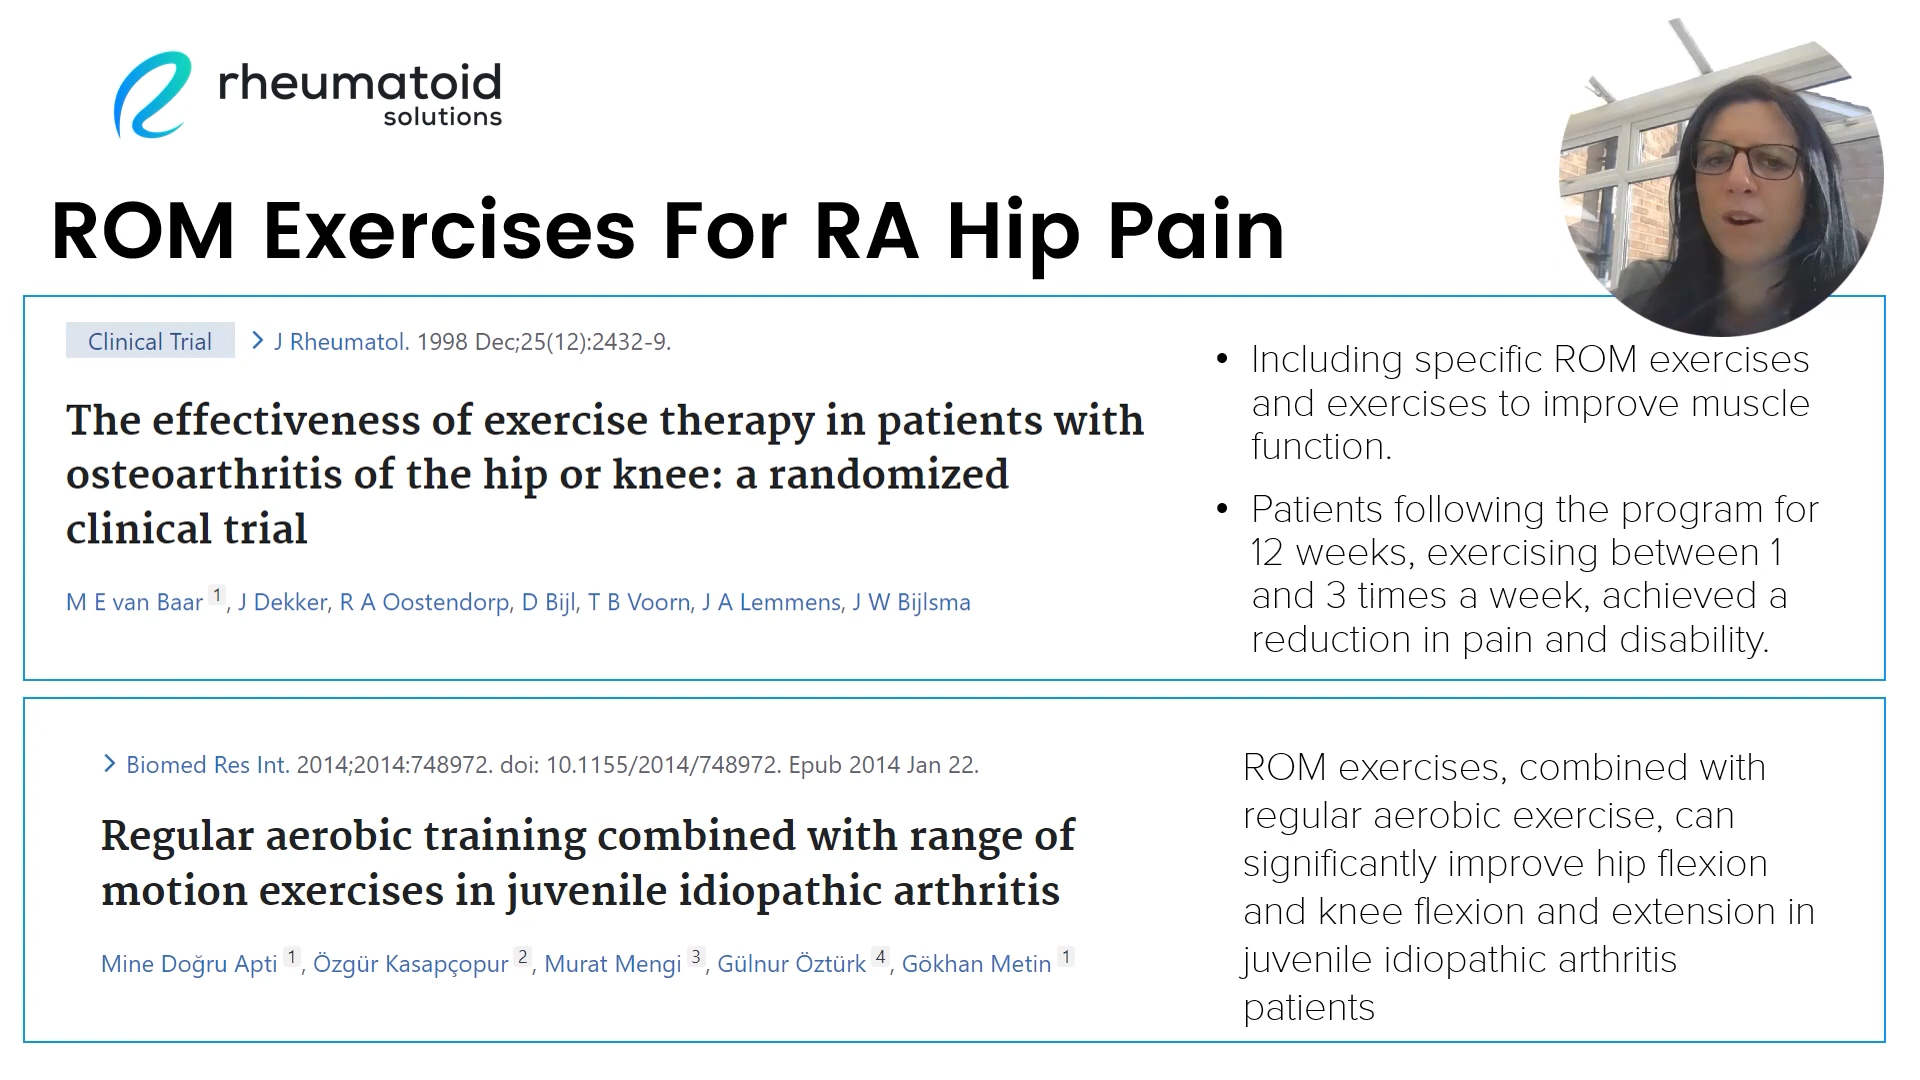 rheumatoid
solutions
ROM Exercises For RA Hip Pain
Clinical Trial > J Rheumatol. 1998 Dec;25(12):2432-9.
The effectiveness of exercise therapy in patients with
osteoarthritis of the hip or knee: a randomized
clinical trial
M E van Baar 1, J Dekker, R A Oostendorp, D Bijl, T B Voorn, J A Lemmens, J W Bijlsma
• Including specific ROM exercises
and exercises to improve muscle
function.
• Patients following the program for
12 weeks, exercising between 1
and 3 times a week, achieved a
reduction in pain and disability.
> Biomed Res Int. 2014;2014:748972. doi: 10.1155/2014/748972. Epub 2014 Jan 22.
Regular aerobic training combined with range of
motion exercises in juvenile idiopathic arthritis
Mine Doğru Apti 1, Özgür Kasapçopur 2, Murat Mengi 3, Gülnur Öztürk 4, Gökhan Metin 1
ROM exercises, combined with
regular aerobic exercise, can
significantly improve hip flexion
and knee flexion and extension in
juvenile idiopathic arthritis
patients